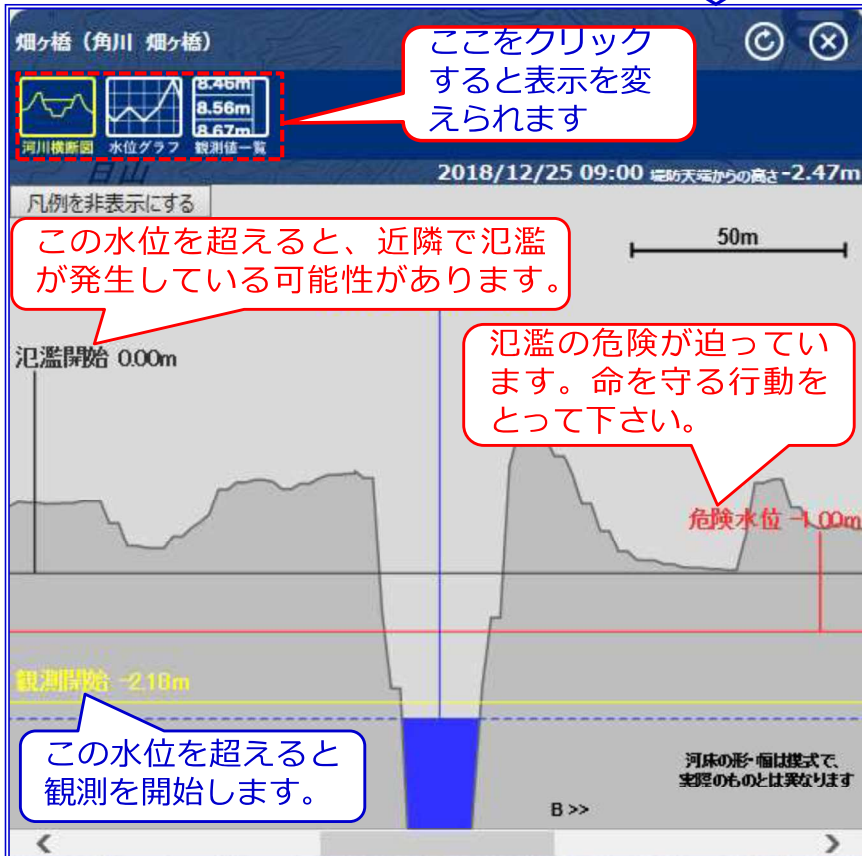 畑ヶ橋（角川 畑ヶ橋）
ここをクリック
すると表示を変
えられます
8.46m
8.56m
8.67m
河川横断図 水位グラフ 観測値一覧
2018/12/25 09:00 堤防天端からの高さ -2.47m
凡例を非表示にする
この水位を超えると、近隣で氾濫
が発生している可能性があります。
50m
氾濫開始 0.00m
氾濫の危険が迫ってい
ます。命を守る行動を
とって下さい。
危険水位 -1.00m
観測開始 -2.18m
この水位を超えると
観測を開始します。
河床の形・幅は模式で、
実際のものとは異なります
B >>